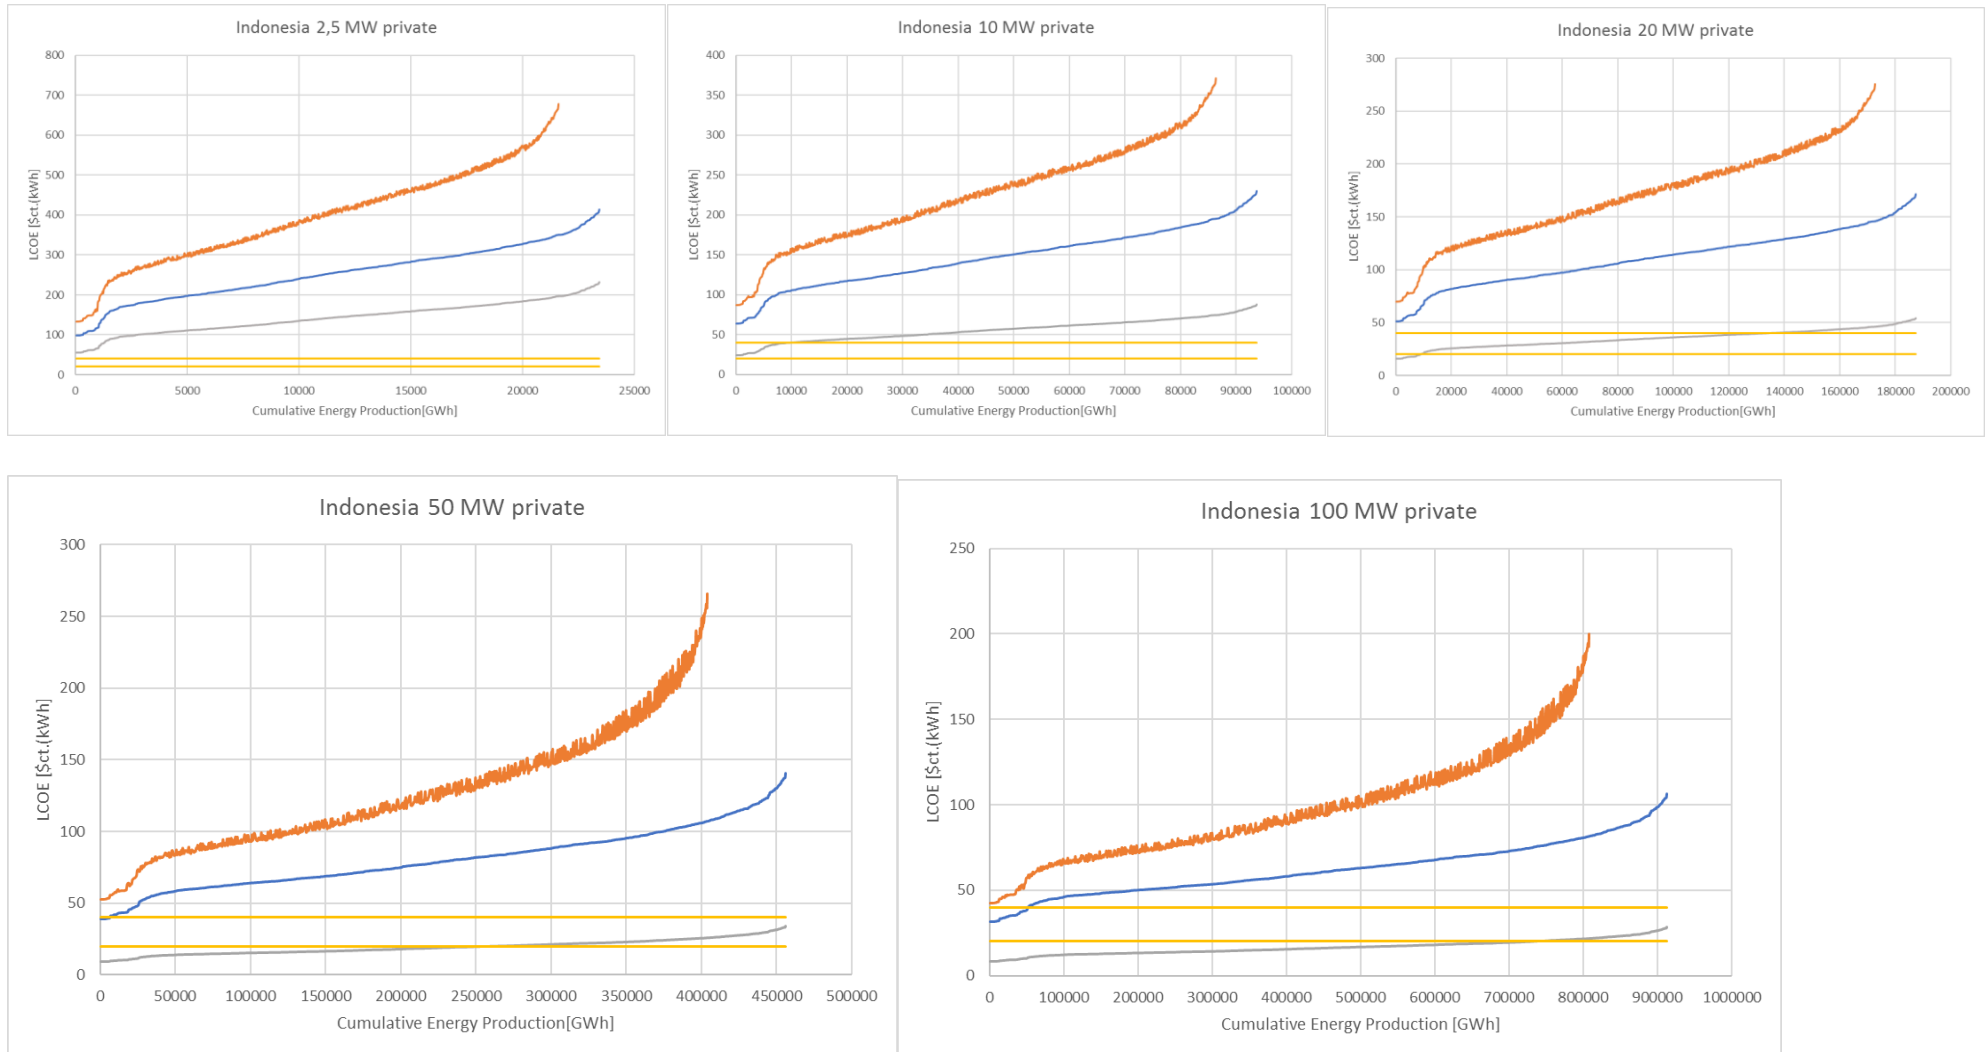 Indonesia 2,5 MW private
800
700
600
500
400
300
200
100
0
LCOE [$ct.(kWh]
0 5000 10000 15000 20000 25000
Cumulative Energy Production[GWh]
Indonesia 10 MW private
400
350
300
250
200
150
100
50
0
LCOE [$ct.(kWh]
0 10000 20000 30000 40000 50000 60000 70000 80000 90000 100000
Cumulative Energy Production[GWh]
Indonesia 20 MW private
300
250
200
150
100
50
0
LCOE [$ct.(kWh]
0 20000 40000 60000 80000 100000 120000 140000 160000 180000 200000
Cumulative Energy Production[GWh]
Indonesia 50 MW private
300
250
200
150
100
50
0
LCOE [$ct.(kWh]
0 50000 100000 150000 200000 250000 300000 350000 400000 450000 500000
Cumulative Energy Production[GWh]
Indonesia 100 MW private
250
200
150
100
50
0
LCOE [$ct.(kWh]
0 100000 200000 300000 400000 500000 600000 700000 800000 900000 1000000
Cumulative Energy Production [GWh]